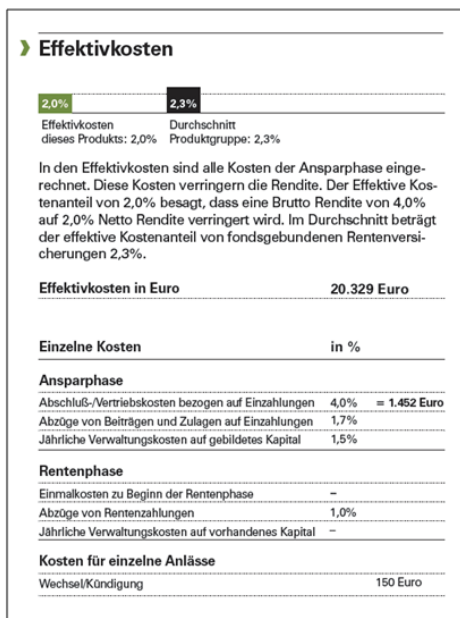 Effektivkosten
2,0%
2,3%
Effektivkosten
dieses Produkts: 2,0%
Durchschnitt
Produktgruppe: 2,3%
In den Effektivkosten sind alle Kosten der Ansparphase einge-
rechnet. Diese Kosten verringern die Rendite. Der Effektive Kos-
tenanteil von 2,0% besagt, dass eine Brutto Rendite von 4,0%
auf 2,0% Netto Rendite verringert wird. Im Durchschnitt beträgt
der effektive Kostenanteil von fondsgebundenen Rentenversi-
cherungen 2,3%.
Effektivkosten in Euro 20.329 Euro
Einzelne Kosten in %
Ansparphase
Abschluß-/Vertriebskosten bezogen auf Einzahlungen 4,0% = 1.452 Euro
Abzüge von Beiträgen und Zulagen auf Einzahlungen 1,7%
Jährliche Verwaltungskosten auf gebildetes Kapital 1,5%
Rentenphase
Einmalkosten zu Beginn der Rentenphase –
Abzüge von Rentenzahlungen 1,0%
Jährliche Verwaltungskosten auf vorhandenes Kapital –
Kosten für einzelne Anlässe
Wechsel/Kündigung 150 Euro